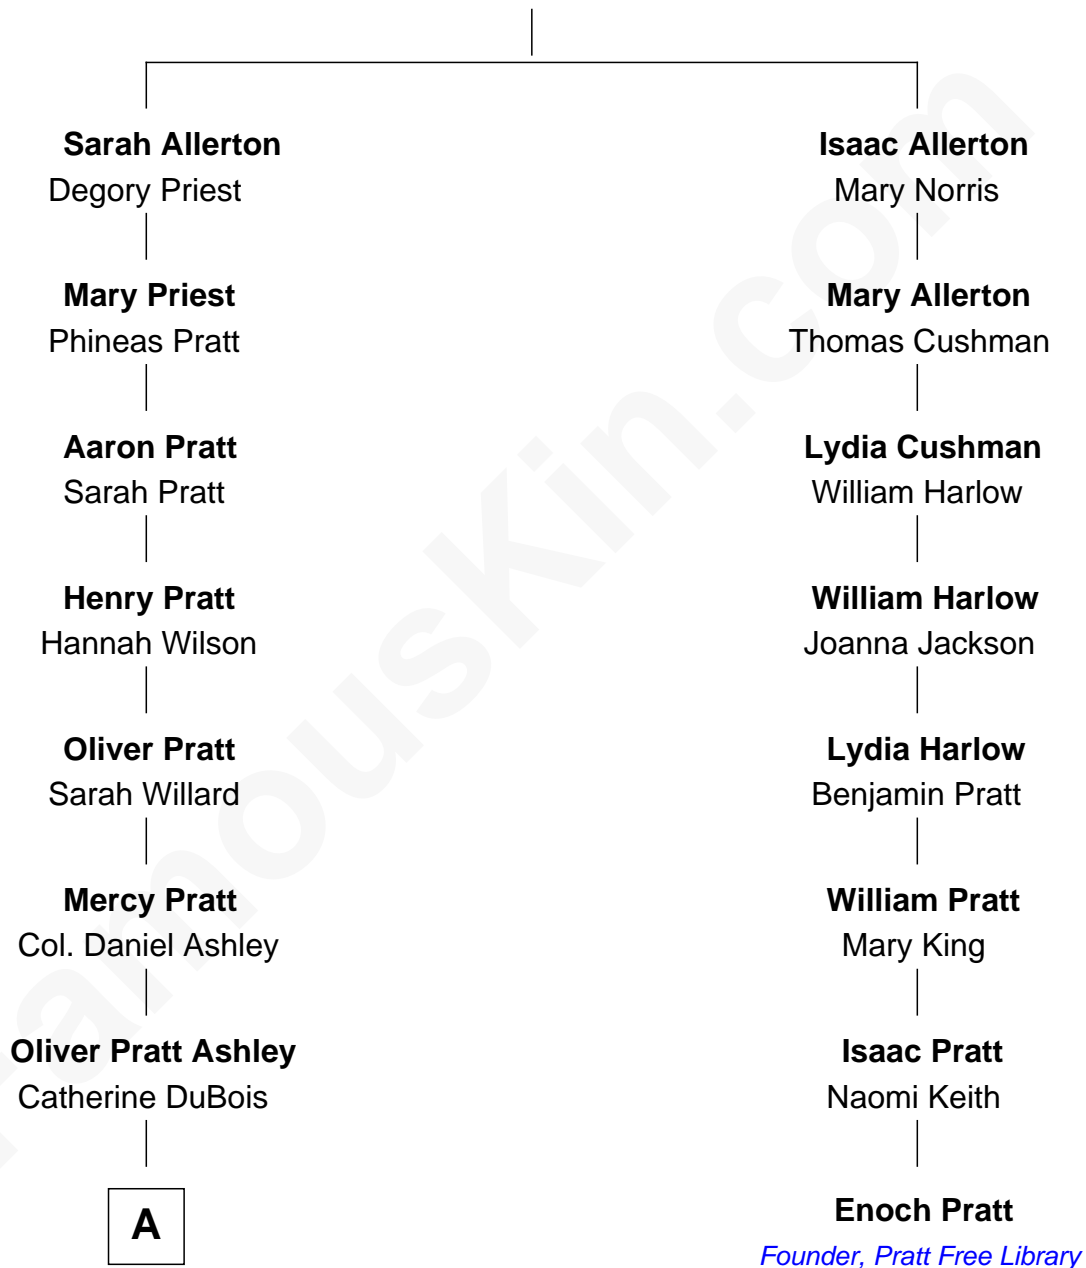 Sarah Allerton
Degory Priest
Mary Priest
Phineas Pratt
Aaron Pratt
Sarah Pratt
Henry Pratt
Hannah Wilson
Oliver Pratt
Sarah Willard
Mercy Pratt
Col. Daniel Ashley
Oliver Pratt Ashley
Catherine DuBois
A
Isaac Allerton
Mary Norris
Mary Allerton
Thomas Cushman
Lydia Cushman
William Harlow
William Harlow
Joanna Jackson
Lydia Harlow
Benjamin Pratt
William Pratt
Mary King
Isaac Pratt
Naomi Keith
Enoch Pratt
Founder, Pratt Free Library
FamousKin.com